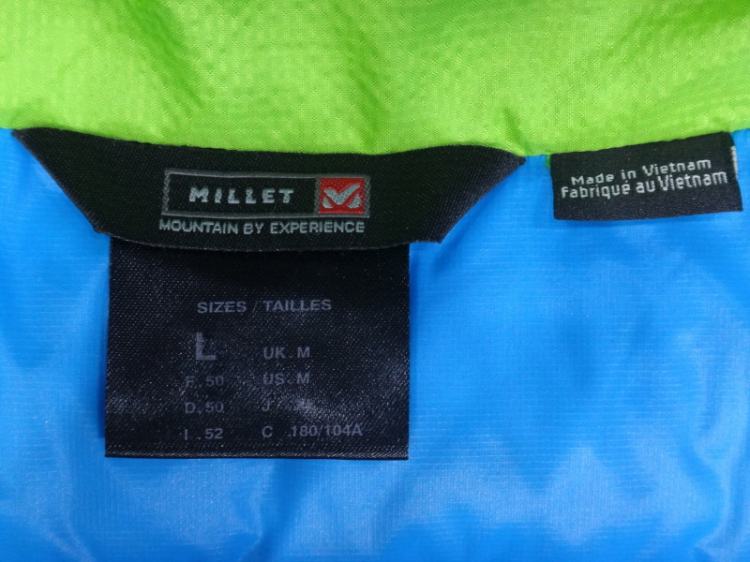 MILLET
MOUNTAIN BY EXPERIENCE
Made in Vietnam
Fabriqué au Vietnam
SIZES / TAILLES
L
UK . M
F. 50
US . M
D. 50
J
I . 52
C .180/104A